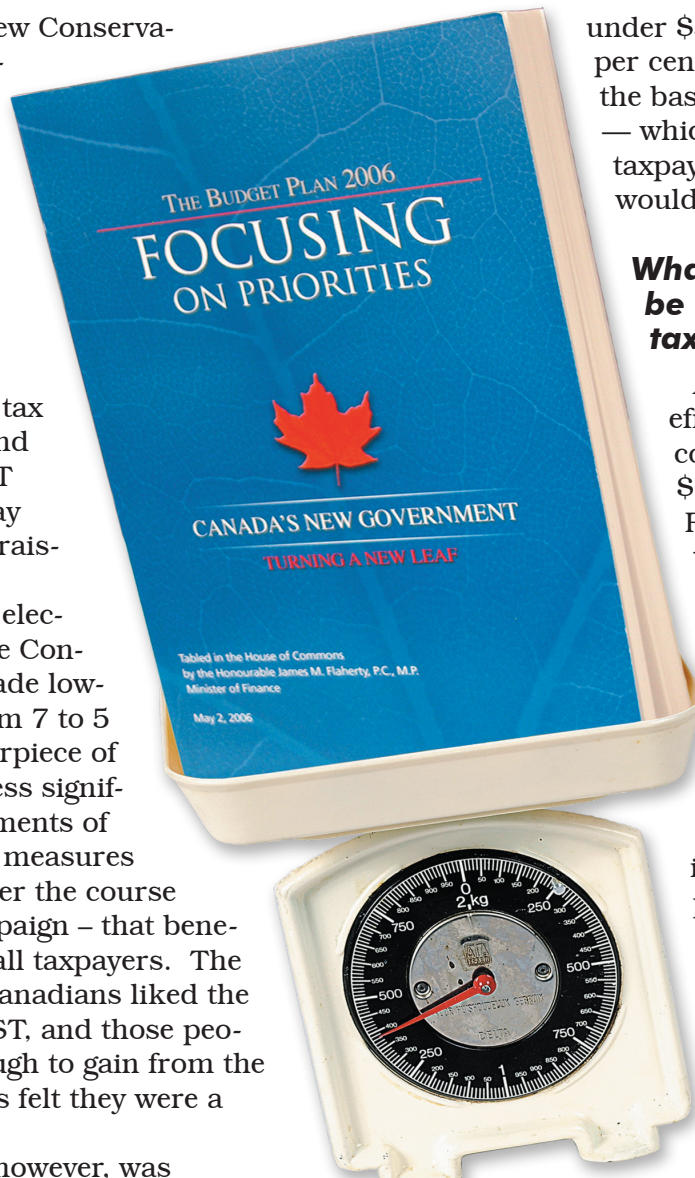 ew Conserva-
-
tax
nd
T
ay
rais-
elec-
e Con-
ade low-
m 7 to 5
rpiece of
ess signif-
ments of
measures
er the course
paign – that bene-
all taxpayers. The
anadians liked the
ST, and those peo-
ugh to gain from the
s felt they were a
however, was
THE BUDGET PLAN 2006
FOCUSING
ON PRIORITIES
CANADA'S NEW GOVERNMENT
TURNING A NEW LEAF
Tabled in the House of Commons
by the Honourable James M. Flaherty, P.C., M.P.
Minister of Finance
May 2, 2006
0
2 kg
250
500
750
1
250
500
750
DELTA
under $
per cen
the bas
— whic
taxpay
would
Wha
be
tax
effi
co
$
F
i